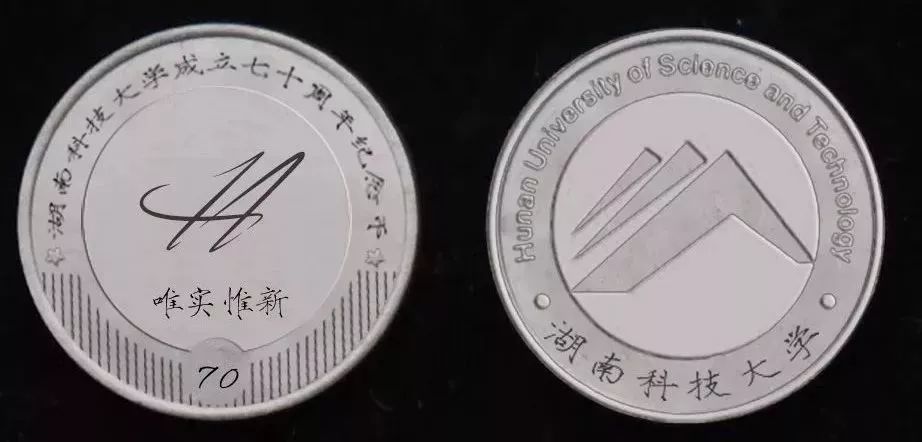 湖南科技大学成立七十周年纪念币
唯实惟新
70
Hunan University of Science and Technology
湖南科技大学